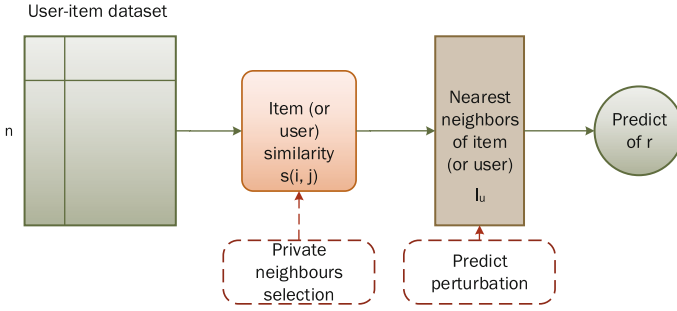 User-item dataset
n
Item (or
user)
similarity
s(i, j)
Nearest
neighbors
of item
(or user)
Iu
Predict
of r
Private
neighbours
selection
Predict
perturbation